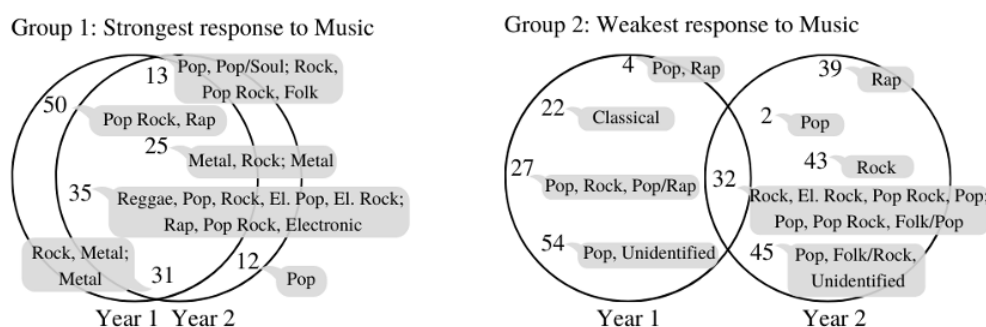 Group 1: Strongest response to Music
13
Pop, Pop/Soul; Rock,
Pop Rock, Folk
50
Pop Rock, Rap
25
Metal, Rock; Metal
35
Reggae, Pop, Rock, El. Pop, El. Rock;
Rap, Pop Rock, Electronic
Rock, Metal;
Metal
31
12
Pop
Year 1 Year 2
Group 2: Weakest response to Music
4
Pop, Rap
39
Rap
22
Classical
2
Pop
43
Rock
27
Pop, Rock, Pop/Rap
32
Rock, El. Rock, Pop Rock, Pop;
Pop, Pop Rock, Folk/Pop
54
Pop, Unidentified
45
Pop, Folk/Rock,
Unidentified
Year 1
Year 2